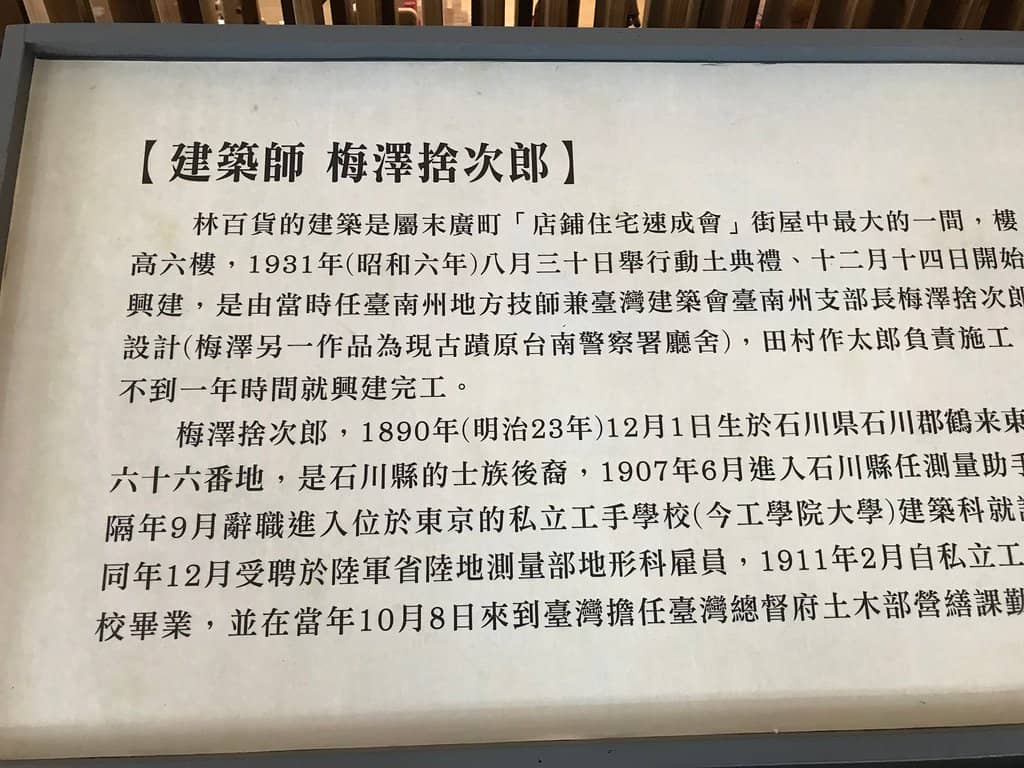 【建築師 梅澤捨次郎】
林百貨的建築是屬末廣町「店鋪住宅速成會」街屋中最大的一間，樓
高六樓，1931年(昭和六年)八月三十日舉行動土典禮、十二月十四日開始
興建，是由當時任臺南州地方技師兼臺灣建築會臺南州支部長梅澤捨次郎
設計(梅澤另一作品為現古蹟原台南警察署廳舍)，田村作太郎負責施工
不到一年時間就興建完工。
梅澤捨次郎，1890年(明治23年)12月1日生於石川県石川郡鶴来東
六十六番地，是石川縣的士族後裔，1907年6月進入石川縣任測量助手
隔年9月辭職進入位於東京的私立工手學校(今工學院大學)建築科就
同年12月受聘於陸軍省陸地測量部地形科雇員，1911年2月自私立工
校畢業，並在當年10月8日來到臺灣擔任臺灣總督府土木部營繕課勤